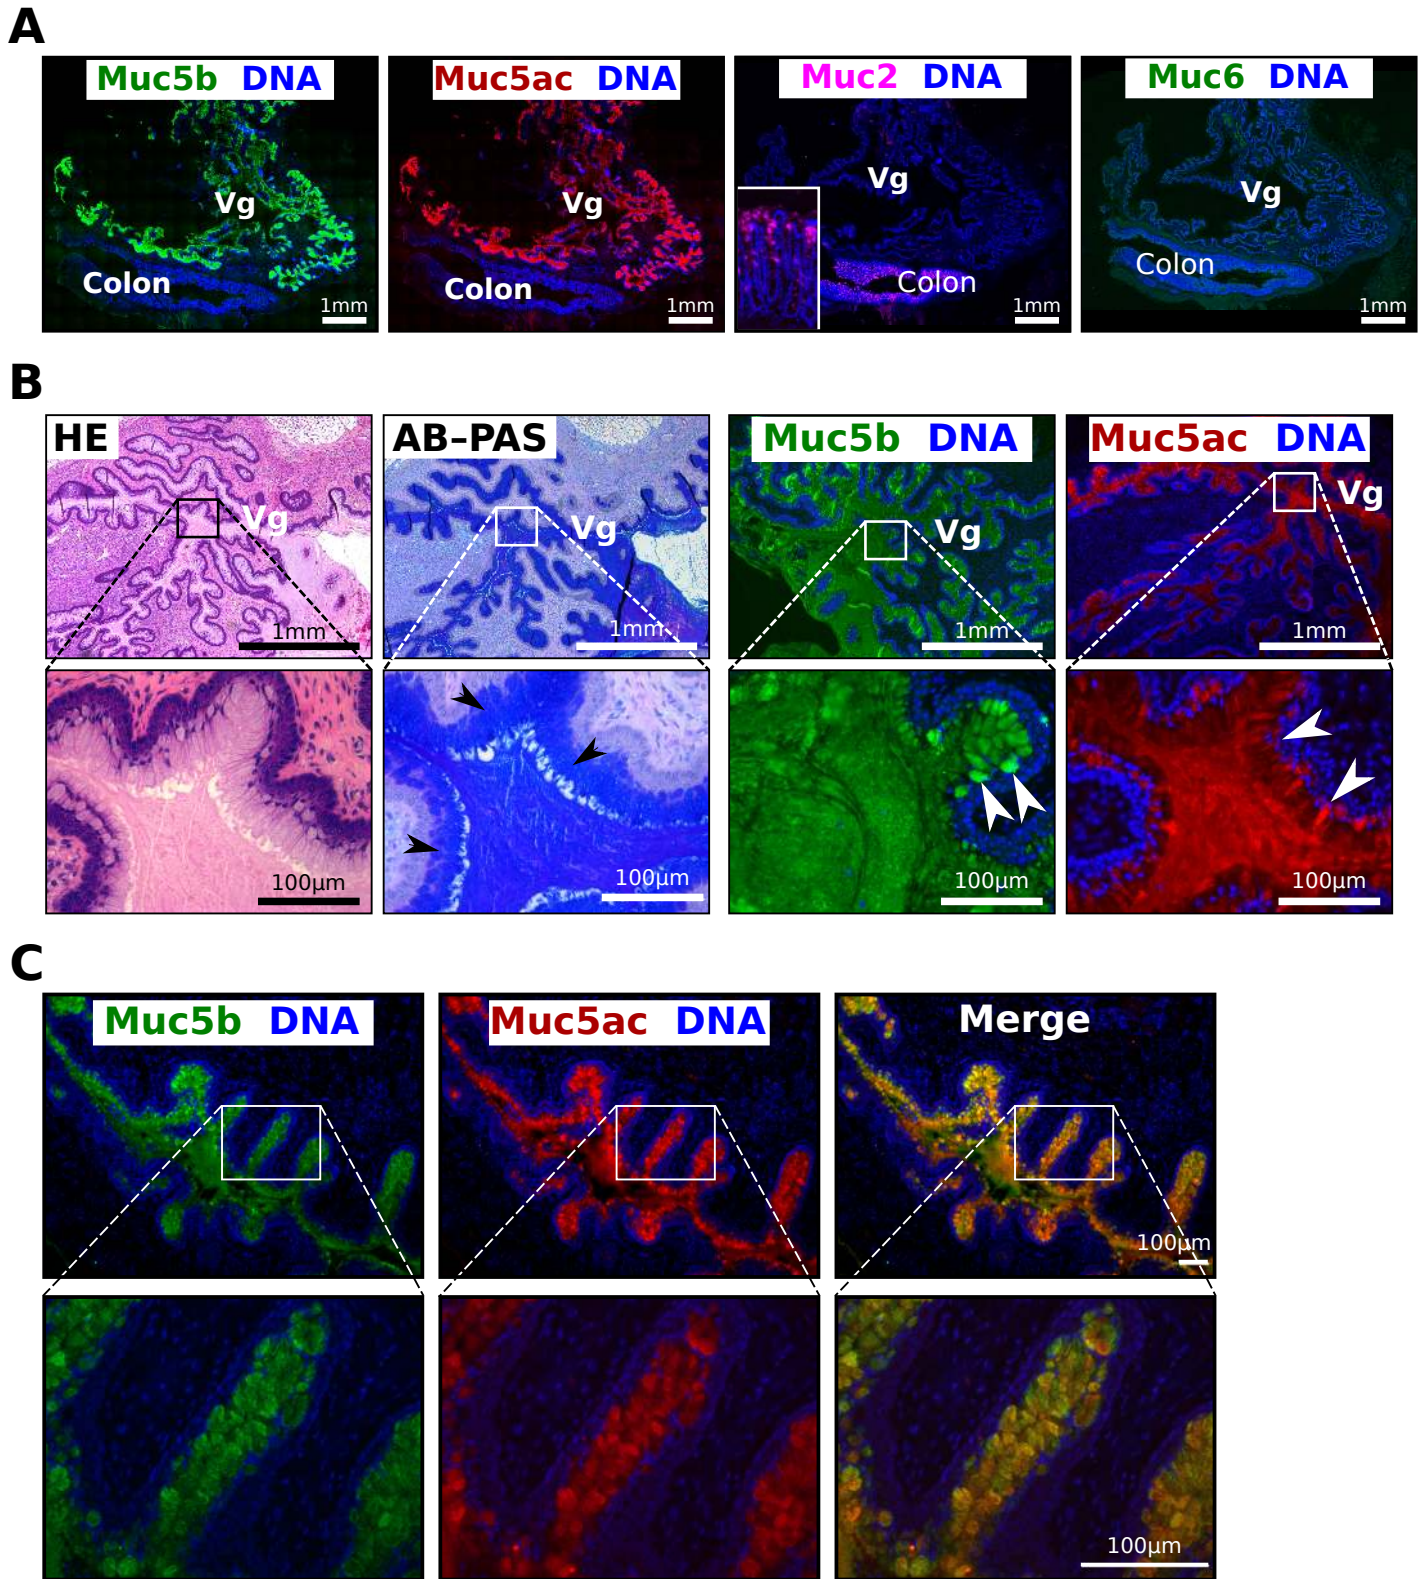 A
Muc5b DNA
Muc5ac DNA
Muc2 DNA
Muc6 DNA
Vg
Vg
Vg
Vg
Colon
Colon
Colon
Colon
1mm
1mm
1mm
1mm
B
HE
AB–PAS
Muc5b DNA
Muc5ac DNA
Vg
Vg
Vg
Vg
1mm
1mm
1mm
1mm
100μm
100μm
100μm
100μm
C
Muc5b DNA
Muc5ac DNA
Merge
100μm
100μm